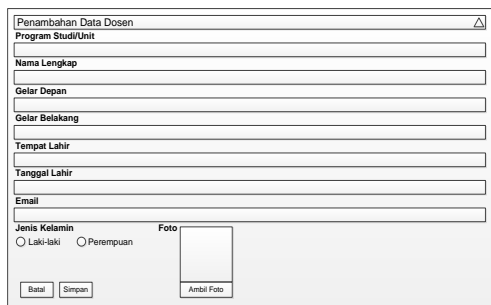 Penambahan Data Dosen
Program Studi/Unit
Nama Lengkap
Gelar Depan
Gelar Belakang
Tempat Lahir
Tanggal Lahir
Email
Jenis Kelamin Foto
Laki-laki Perempuan
Batal Simpan Ambil Foto